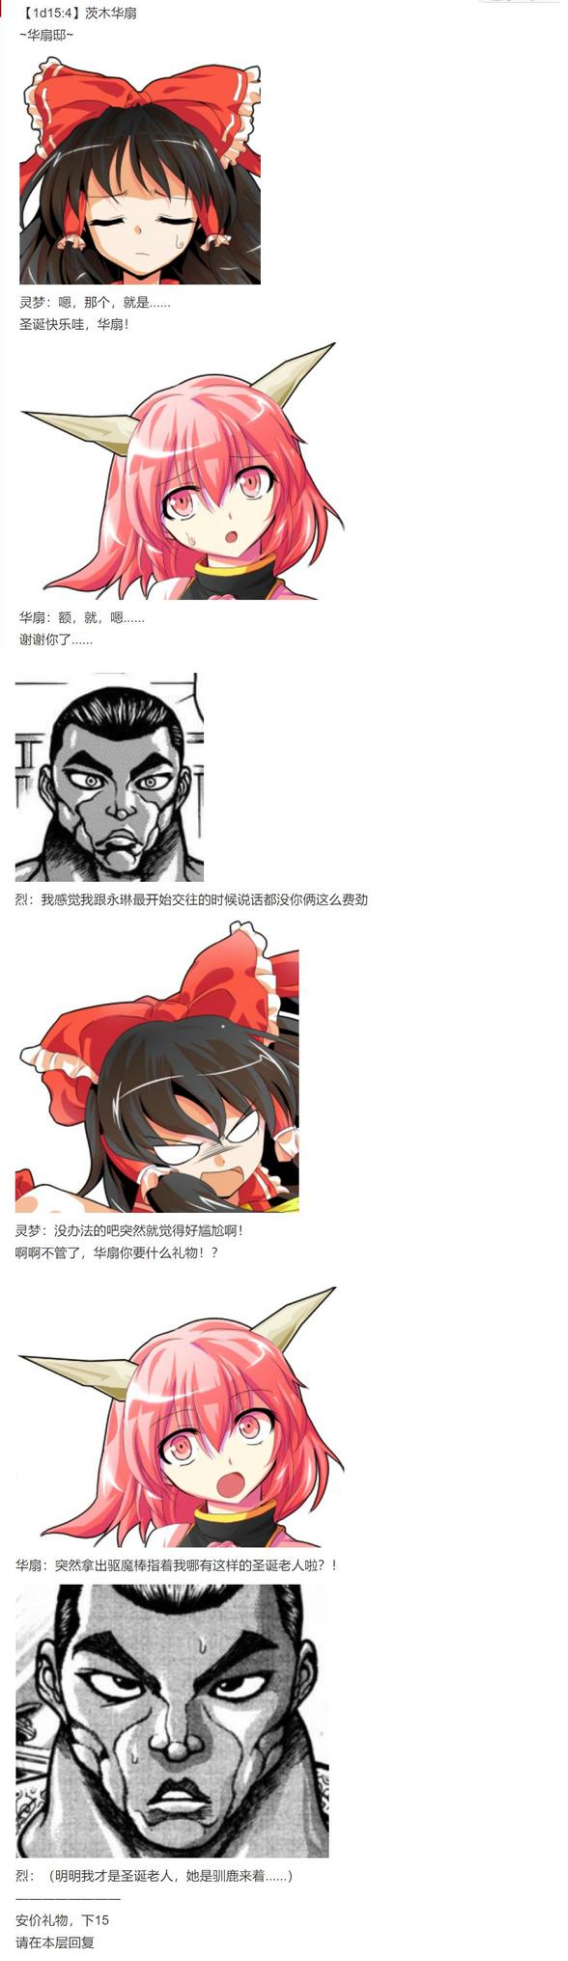 【1d15:4】茨木华扇
~华扇邸~
灵梦：嗯，那个，就是......
圣诞快乐哇，华扇！
华扇：额，就，嗯......
谢谢你了......
烈：我感觉我跟永琳最开始交往的时候说话都没你俩这么费劲
灵梦：没办法的吧突然就觉得好尴尬啊！
啊啊不管了，华扇你要什么礼物！？
华扇：突然拿出驱魔棒指着我哪有这样的圣诞老人啦？！
烈：（明明我才是圣诞老人，她是驯鹿来着......）
————————
安价礼物，下15
请在本层回复